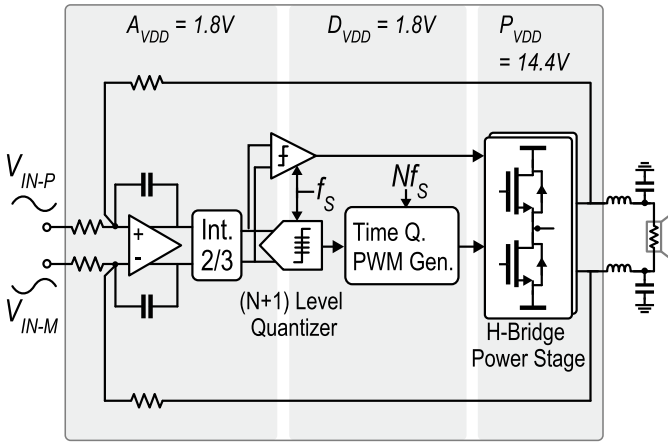 A_VDD = 1.8V
D_VDD = 1.8V
P_VDD
= 14.4V
V_IN-P
V_IN-M
+
-
Int.
2/3
f_S
Nf_S
Time Q.
PWM Gen.
(N+1) Level
Quantizer
H-Bridge
Power Stage